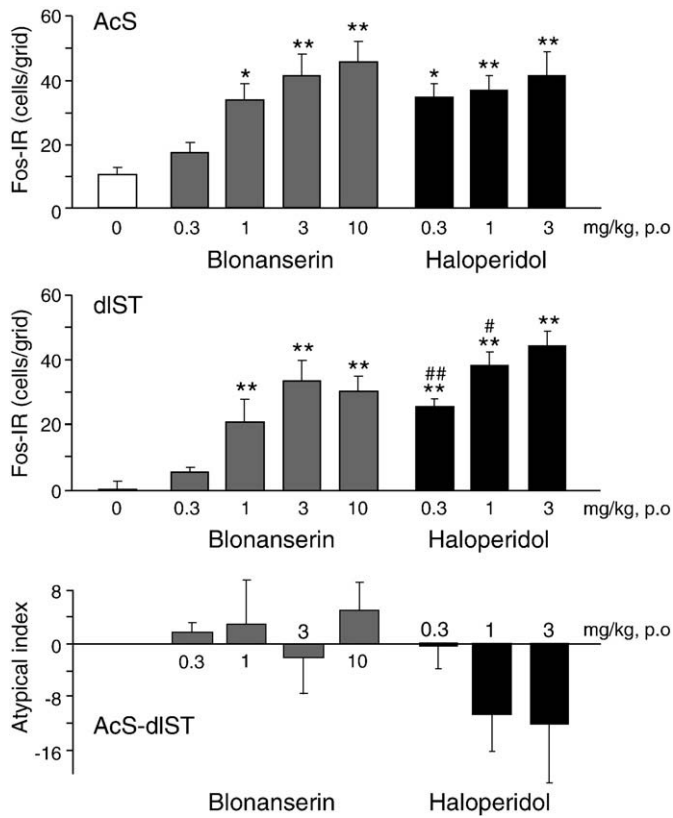 60
AcS
** ** * ** * **
40
20
0
Fos-IR (cells/grid)
0 0.3 1 3 10 0.3 1 3 mg/kg, p.o
Blonanserin Haloperidol
60
dlST
#
** ## ** **
** ** **
40
20
0
Fos-IR (cells/grid)
0 0.3 1 3 10 0.3 1 3 mg/kg, p.o
Blonanserin Haloperidol
8
3 0.3 1 3 mg/kg, p.o
0
0.3 1 10
-8
AcS-dlST
-16
Atypical index
Blonanserin Haloperidol